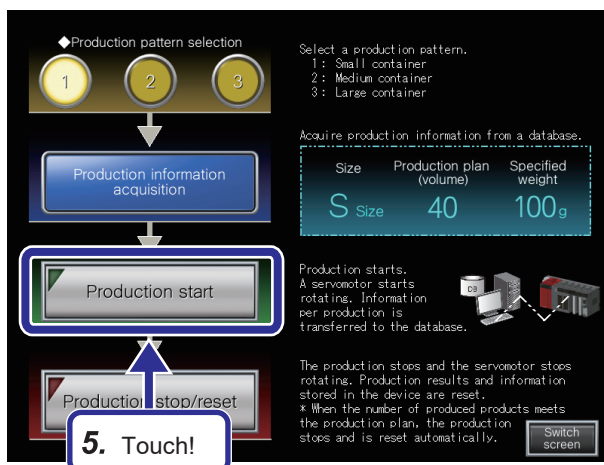 ◆Production pattern selection
1 2 3
Select a production pattern.
1: Small container
2: Medium container
3: Large container
Production information
acquisition
Acquire production information from a database.
Size Production plan
(volume) Specified
weight
S Size 40 100g
Production start
Production starts.
A servomotor starts
rotating. Information
per production is
transferred to the database.
DB
Production stop/reset
The production stops and the servomotor stops
rotating. Production results and information
stored in the device are reset.
* When the number of produced products meets
the production plan, the production
stops and is reset automatically.
5. Touch!
Switch
screen